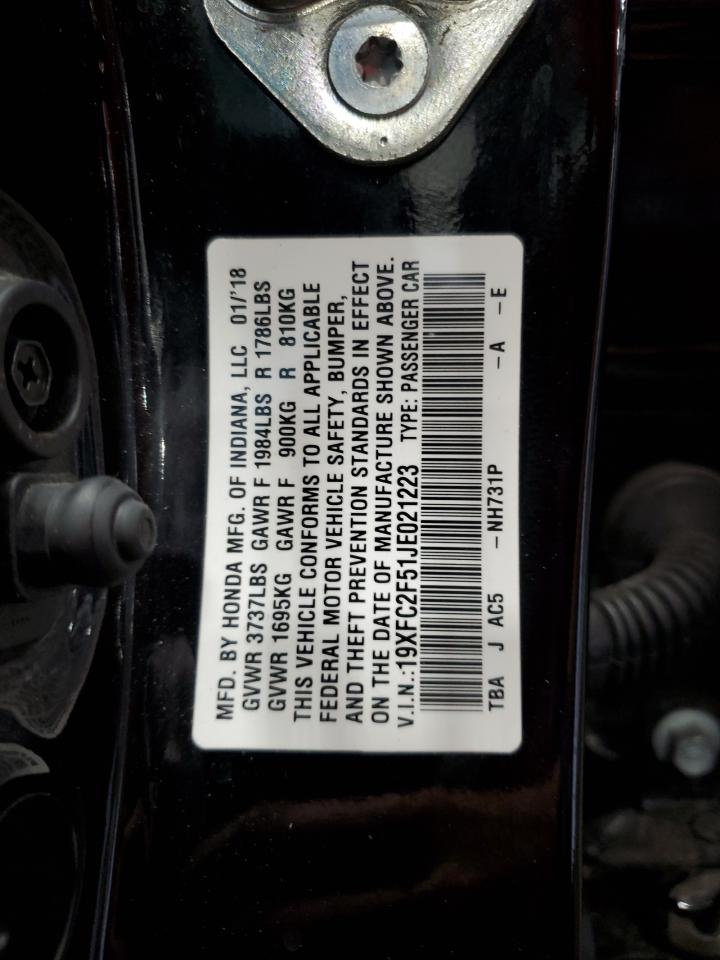 MFD. BY HONDA MFG. OF INDIANA, LLC 01/'18
GVWR 3737LBS GAWR F 1984LBS R 1786LBS
GVWR 1695KG GAWR F 900KG R 810KG
THIS VEHICLE CONFORMS TO ALL APPLICABLE
FEDERAL MOTOR VEHICLE SAFETY, BUMPER,
AND THEFT PREVENTION STANDARDS IN EFFECT
ON THE DATE OF MANUFACTURE SHOWN ABOVE.
V.I.N.:19XFC2F51JE021223 TYPE: PASSENGER CAR
TBA J AC5 -NH731P -A -E